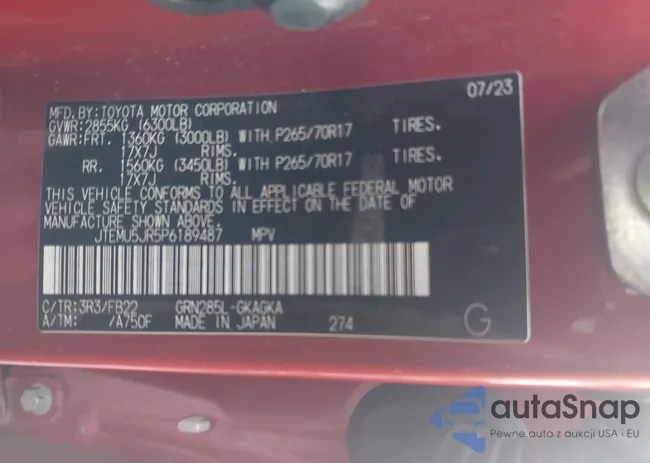 07/23
MFD.BY:TOYOTA MOTOR CORPORATION
GVWR:2855KG (6300LB)
GAWR:FRT. 1360KG (3000LB) WITH P265/70R17 TIRES.
17X7J RIMS.
RR. 1560KG (3450LB) WITH P265/70R17 TIRES.
17X7J RIMS.
THIS VEHICLE CONFORMS TO ALL APPLICABLE FEDERAL MOTOR
VEHICLE SAFETY STANDARDS IN EFFECT ON THE DATE OF
MANUFACTURE SHOWN ABOVE.
JTEMU5JR5P6189487 MPV
C/TR:3R3/FB22 GRN285L-GKAGKA
A/TM: /A750F MADE IN JAPAN 274
G
autaSnap
Pewne auta z aukcji USA i EU